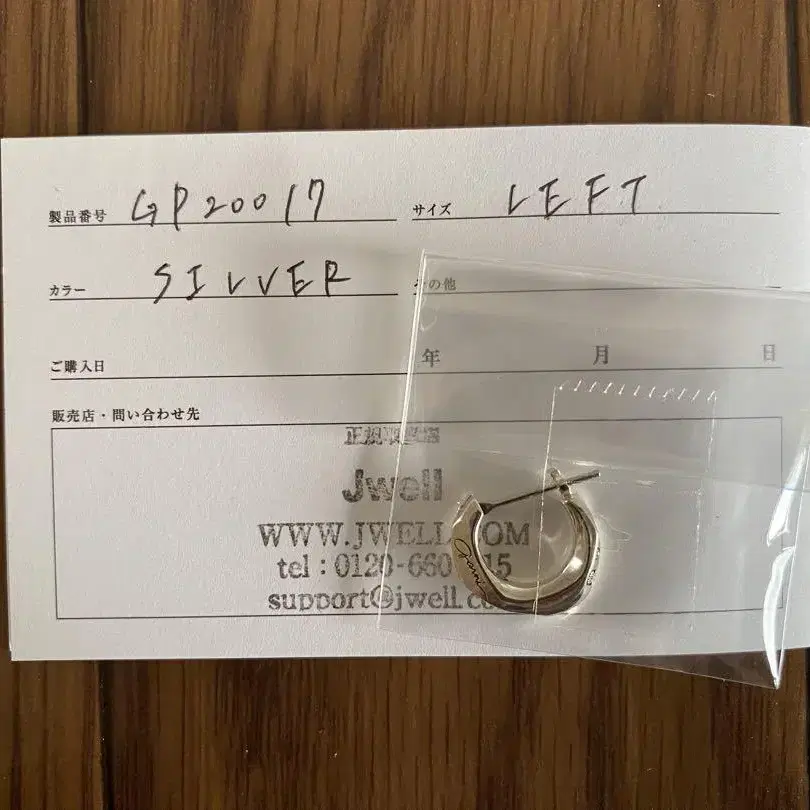 製品番号 GP20017 サイズ LEFT
カラー SILVER その他
ご購入日 年 月 日
販売店・問い合わせ先
Jwell
WWW.JWELL.COM
tel : 0120-660
support@jwell.co